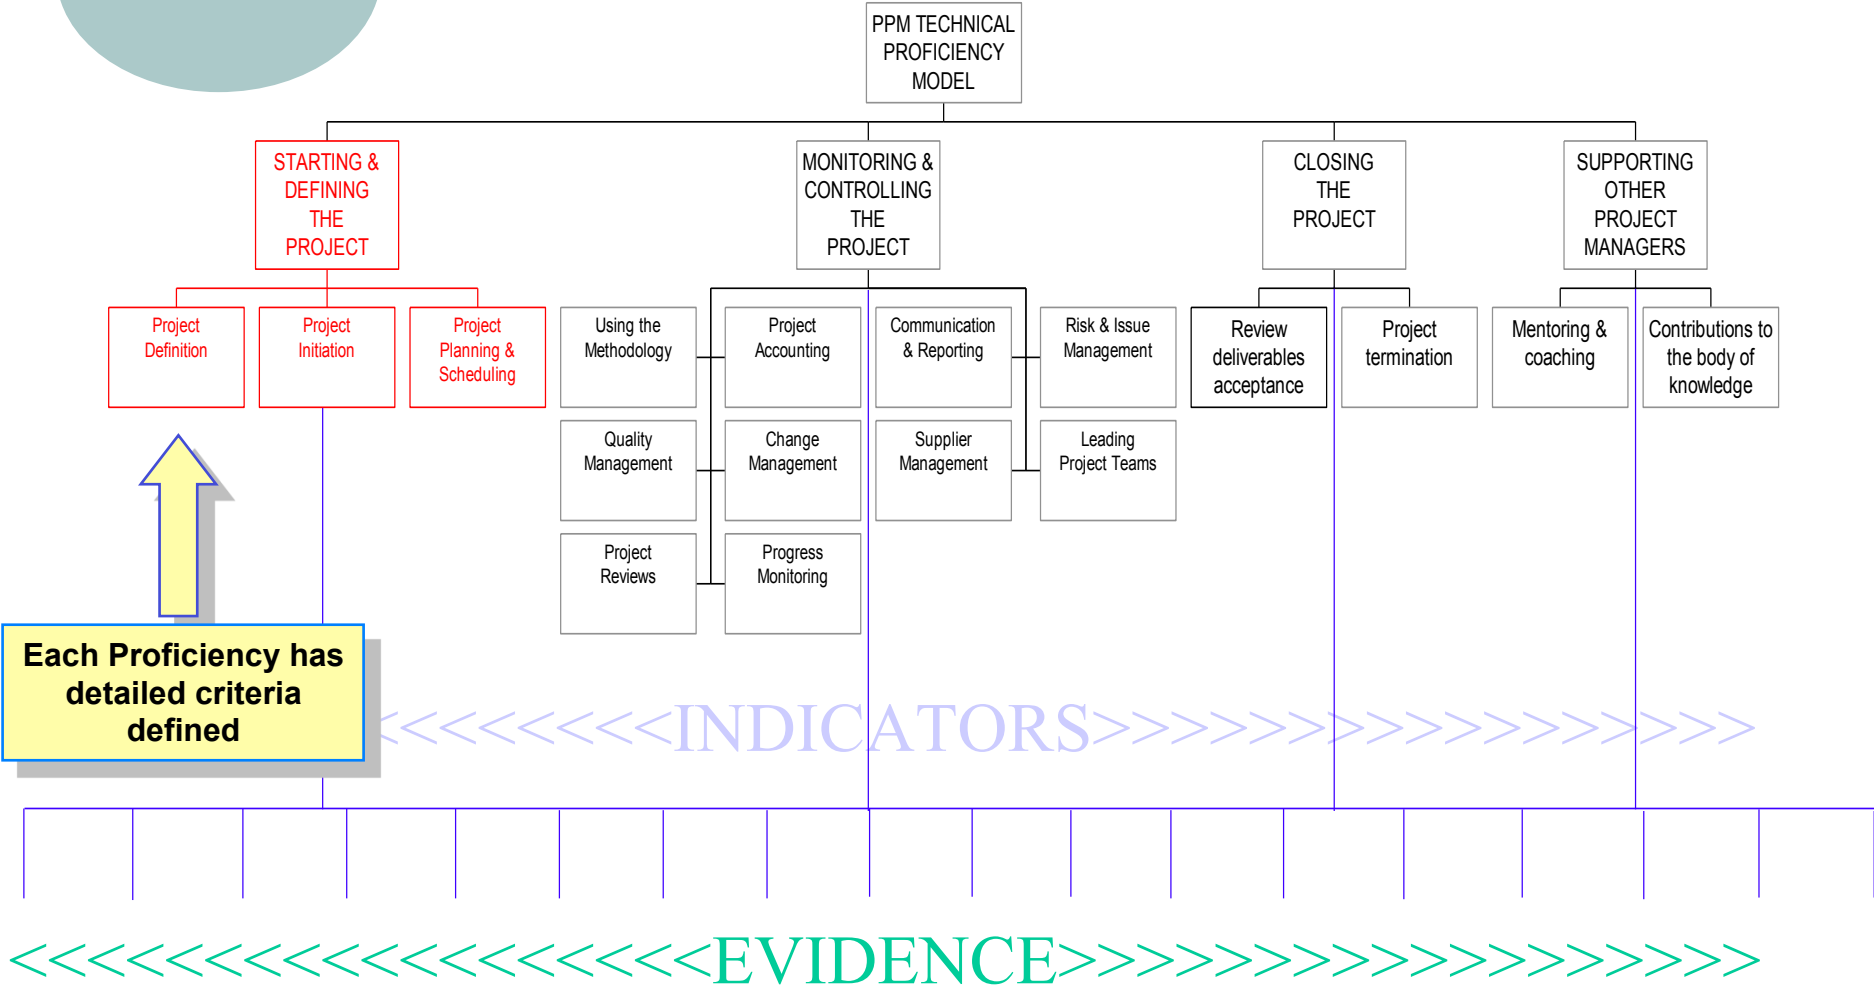 PPM TECHNICAL
PROFICIENCY
MODEL
STARTING &
DEFINING
THE
PROJECT
MONITORING &
CONTROLLING
THE
PROJECT
CLOSING
THE
PROJECT
SUPPORTING
OTHER
PROJECT
MANAGERS
Project
Definition
Project
Initiation
Project
Planning &
Scheduling
Using the
Methodology
Project
Accounting
Communication
& Reporting
Risk & Issue
Management
Review
deliverables
acceptance
Project
termination
Mentoring &
coaching
Contributions to
the body of
knowledge
Quality
Management
Change
Management
Supplier
Management
Leading
Project Teams
Project
Reviews
Progress
Monitoring
Each Proficiency has
detailed criteria
defined
<<<<<<<<INDICATORS>>>>>>>>>>>>>>>>>
<<<<<<<<<<<<<<<<<<EVIDENCE>>>>>>>>>>>>>>>>>>